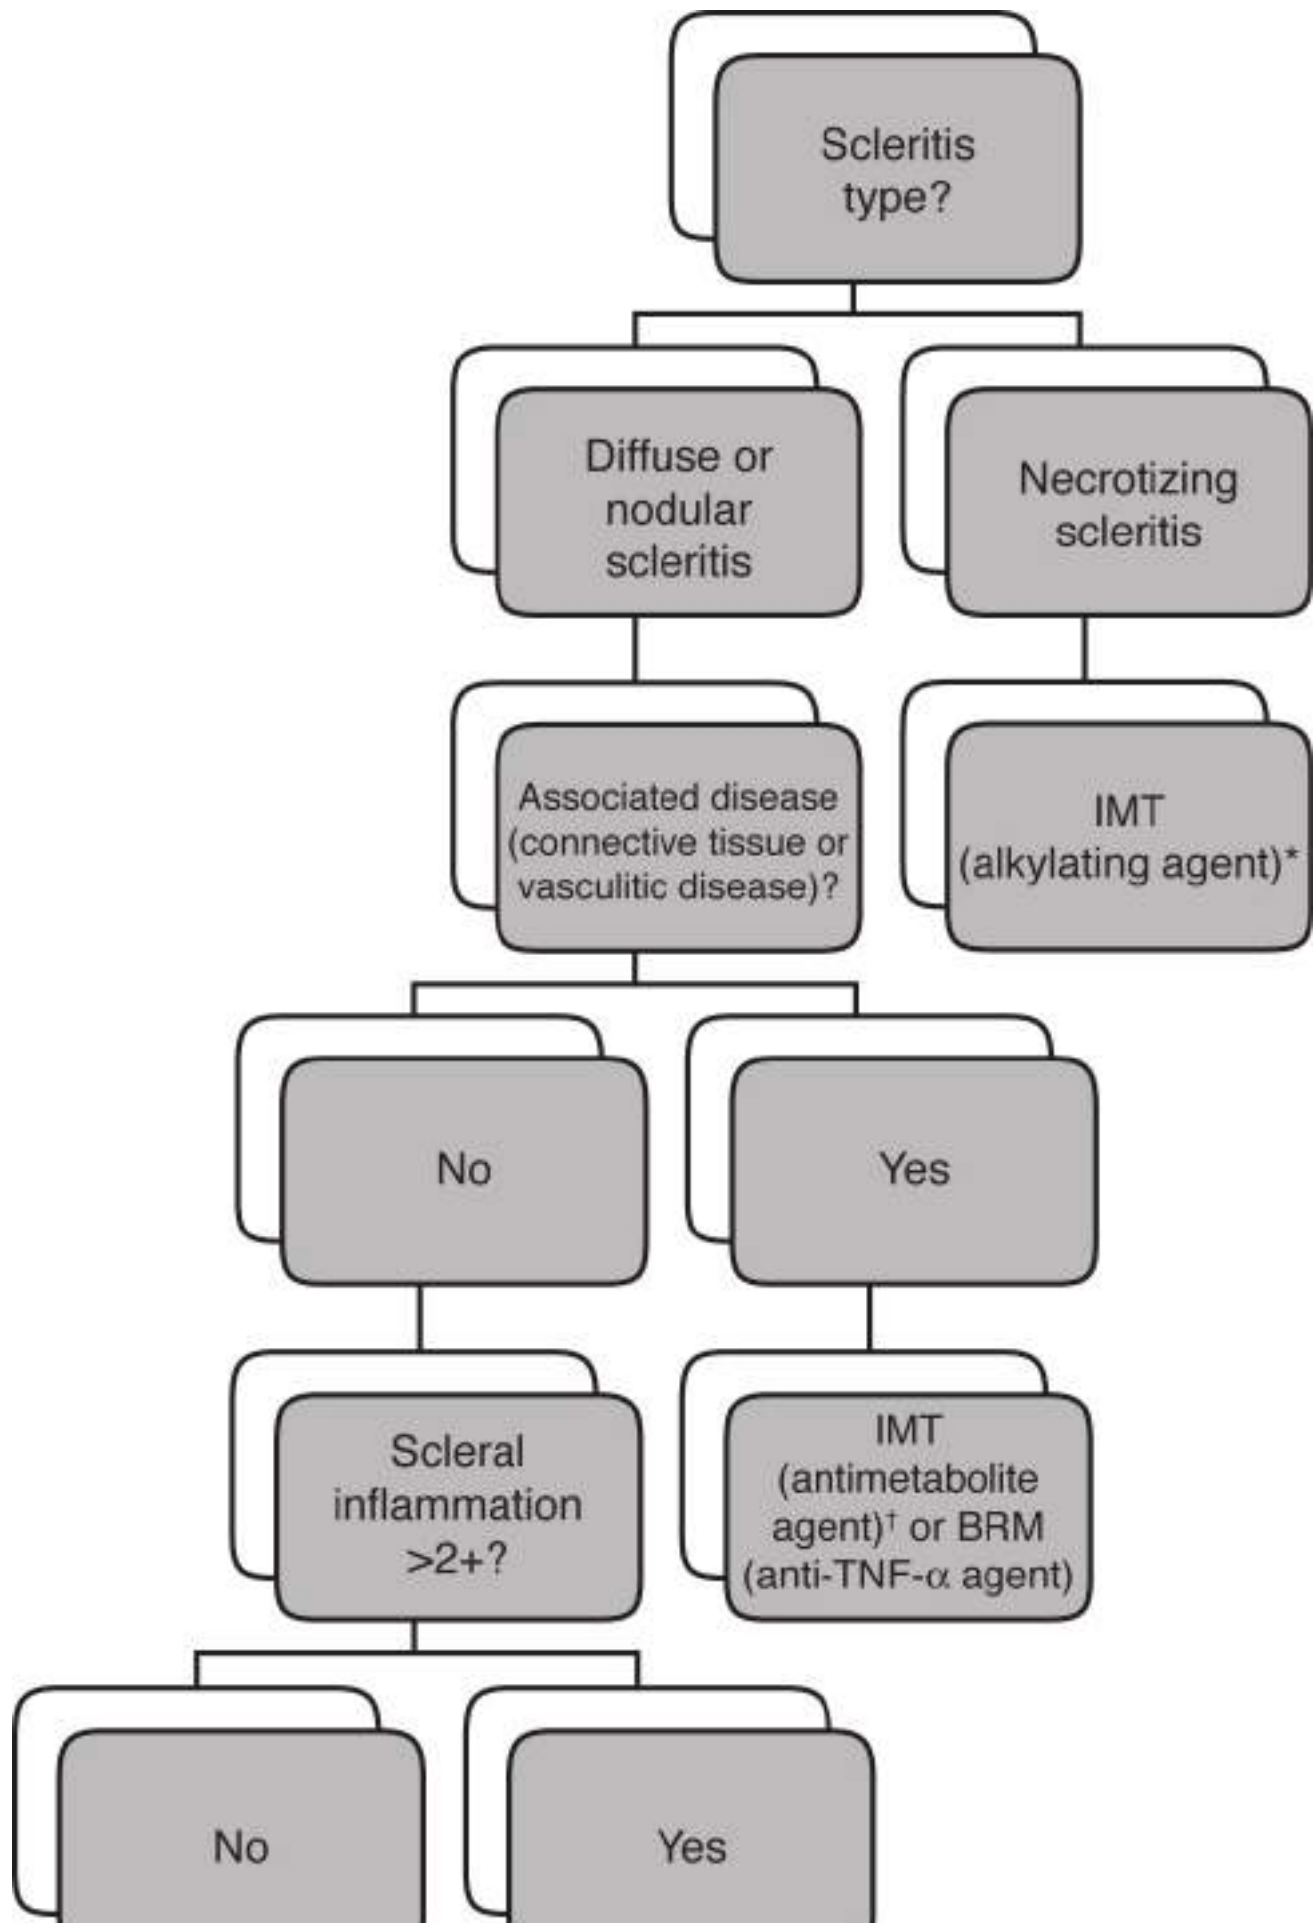 Scleritis
type?
Diffuse or
nodular
scleritis
Necrotizing
scleritis
Associated disease
(connective tissue or
vasculitic disease)?
IMT
(alkylating agent)*
No
Yes
Scleral
inflammation
>2+?
IMT
(antimetabolite
agent)† or BRM
(anti-TNF-α agent)
No
Yes